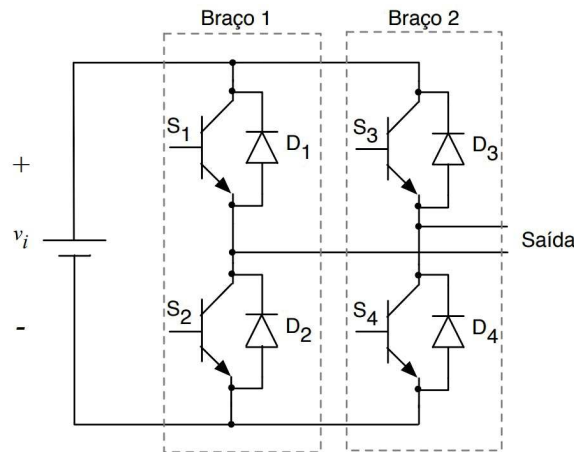 Braço 1
Braço 2
S1
D1
S3
D3
+
vi
-
Saída
S2
D2
S4
D4